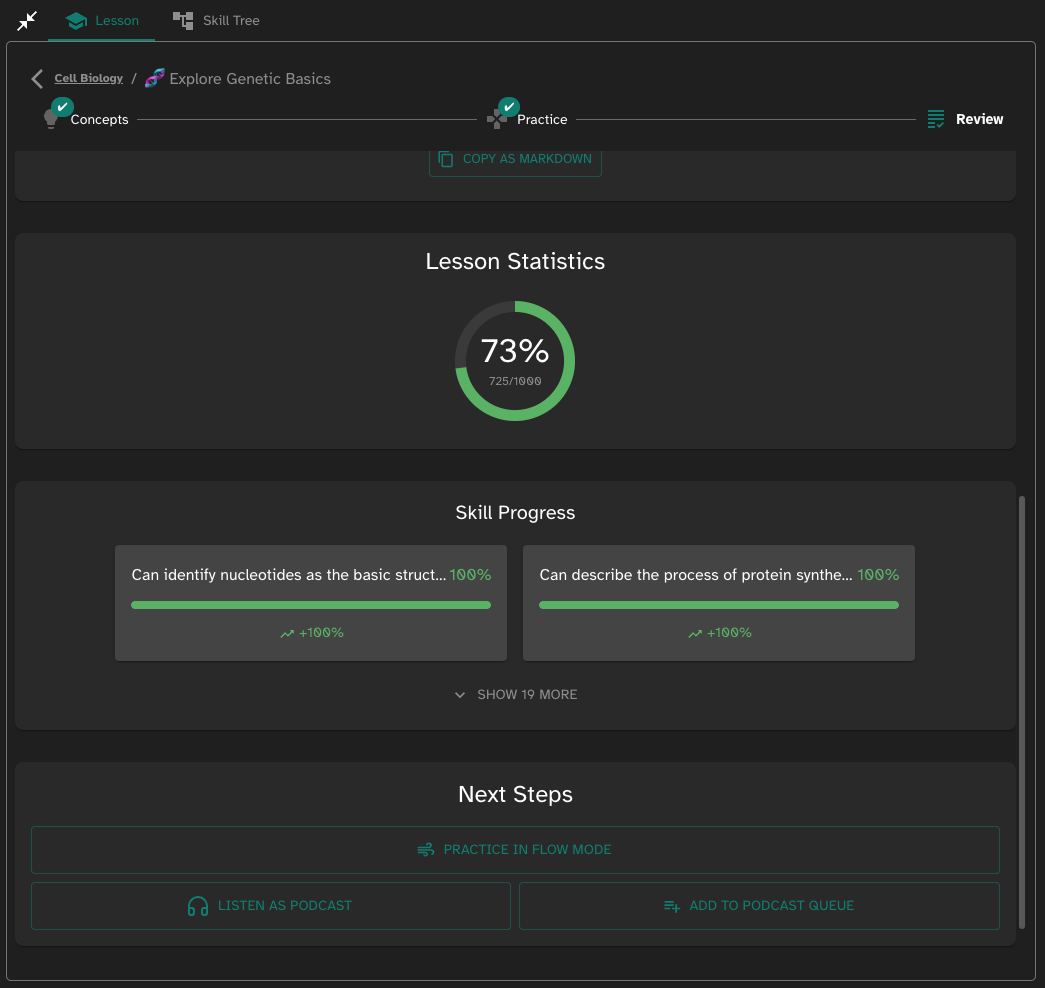 Lesson
Skill Tree
Cell Biology / Explore Genetic Basics
Concepts
Practice
Review
COPY AS MARKDOWN
Lesson Statistics
73%
725/1000
Skill Progress
Can identify nucleotides as the basic struct... 100%
+100%
Can describe the process of protein synthe... 100%
+100%
SHOW 19 MORE
Next Steps
PRACTICE IN FLOW MODE
LISTEN AS PODCAST
ADD TO PODCAST QUEUE